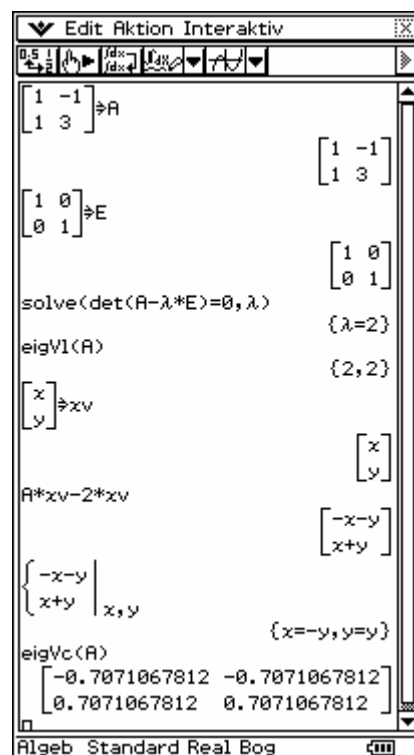 Edit Aktion Interaktiv
[1 -1]
[1 3]⇒A
[1 -1]
[1 3]
[1 0]
[0 1]⇒E
[1 0]
[0 1]
solve(det(A-λ*E)=0,λ)
{λ=2}
eigVl(A)
{2,2}
[x]
[y]⇒xv
[x]
[y]
A*xv-2*xv
[-x-y]
[x+y]
{-x-y|
{x+y|x,y
{x=-y,y=y}
eigVc(A)
[-0.7071067812 -0.7071067812]
[0.7071067812 0.7071067812]
Algeb Standard Real Bog